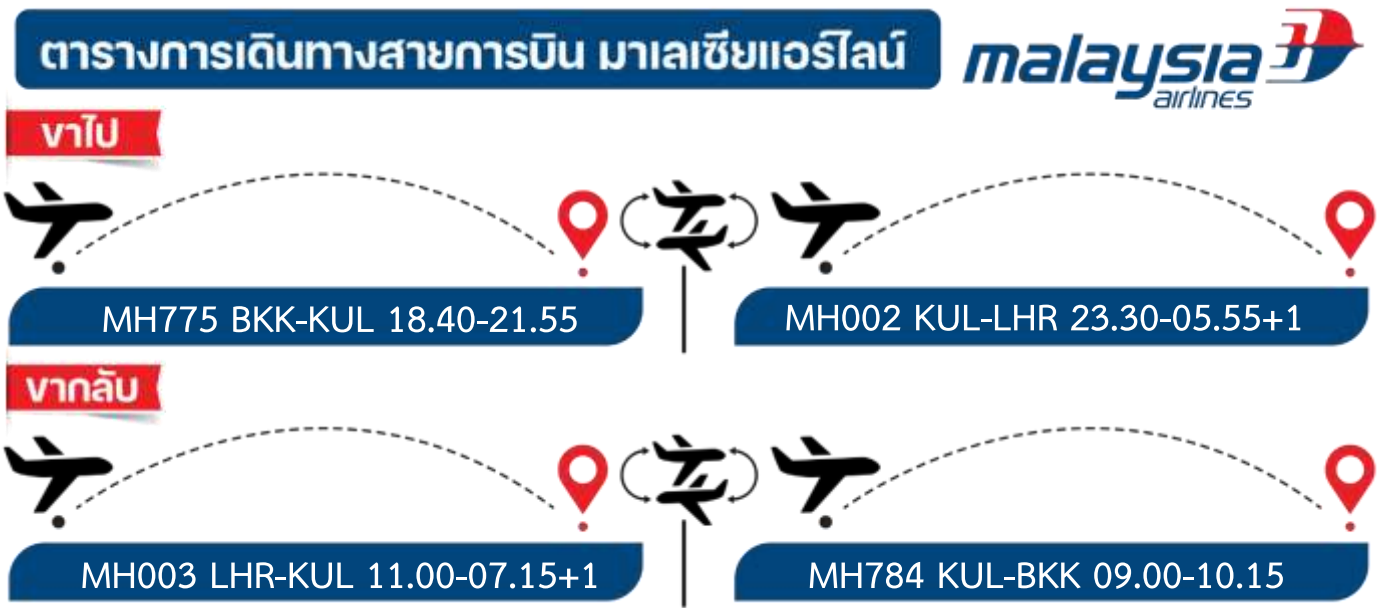 ตารางการเดินทางสายการบิน มาเลเซียแอร์ไลน์
malaysia
airlines
ขาไป
MH775 BKK-KUL 18.40-21.55
MH002 KUL-LHR 23.30-05.55+1
ขากลับ
MH003 LHR-KUL 11.00-07.15+1
MH784 KUL-BKK 09.00-10.15